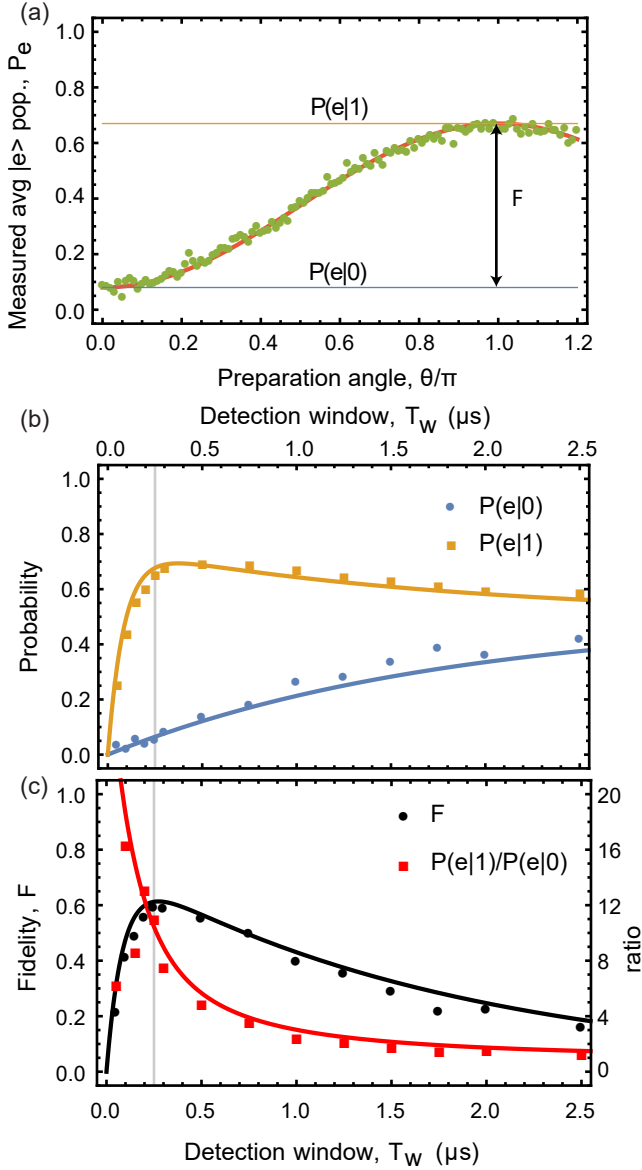 (a)
Measured avg |e> pop., Pe
1.0
0.8
0.6
0.4
0.2
0.0
P(e|1)
F
P(e|0)
0.0 0.2 0.4 0.6 0.8 1.0 1.2
Preparation angle, θ/π
(b)
Detection window, TW (μs)
0.0 0.5 1.0 1.5 2.0 2.5
Probability
1.0
0.8
0.6
0.4
0.2
0.0
P(e|0)
P(e|1)
(c)
Fidelity, F
1.0
0.8
0.6
0.4
0.2
0.0
F
P(e|1)/P(e|0)
20
16
12
8
4
0
ratio
0.0 0.5 1.0 1.5 2.0 2.5
Detection window, TW (μs)